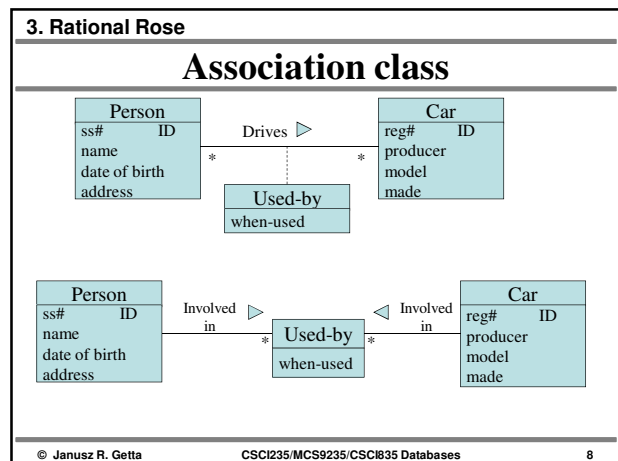 3. Rational Rose
Association class
Person
ss# ID
name
date of birth
address
Drives
*
*
Used-by
when-used
Car
reg# ID
producer
model
made
Person
ss# ID
name
date of birth
address
Involved
in
*
Used-by
when-used
*
Involved
in
Car
reg# ID
producer
model
made
© Janusz R. Getta CSCI235/MCS9235/CSCI835 Databases 8